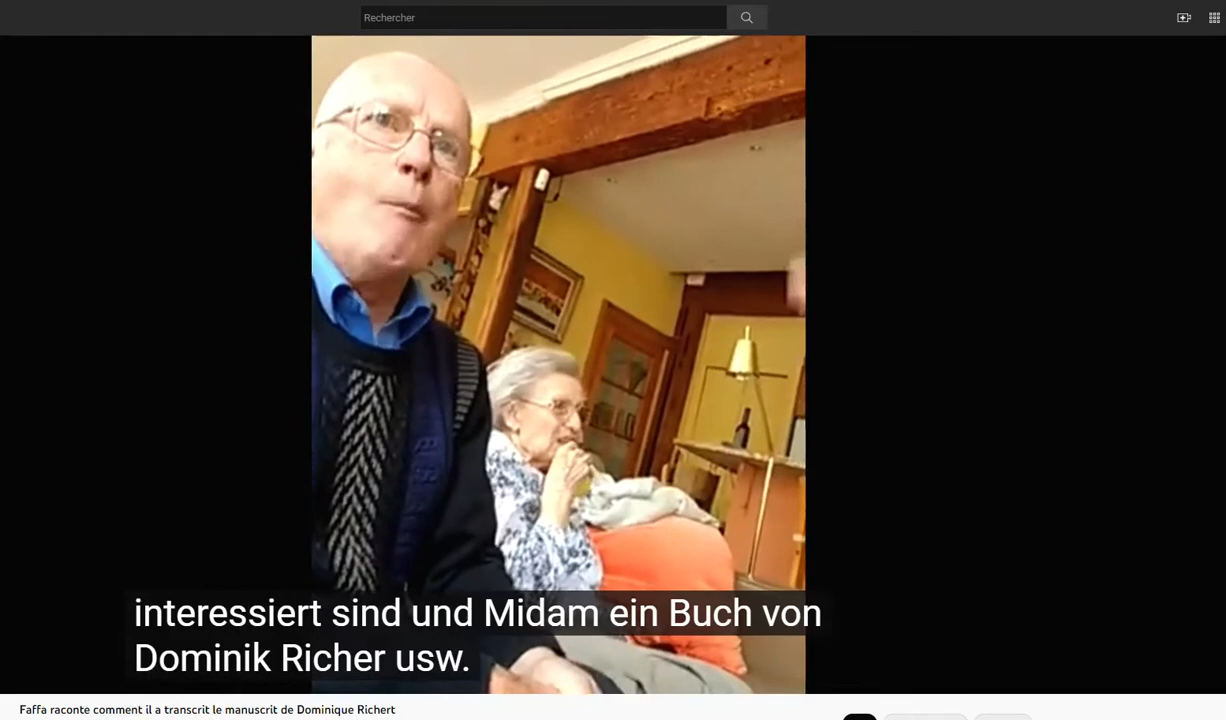 Rechercher
interessiert sind und Midam ein Buch von
Dominik Richer usw.
Faffa raconte comment il a transcrit le manuscrit de Dominique Richert